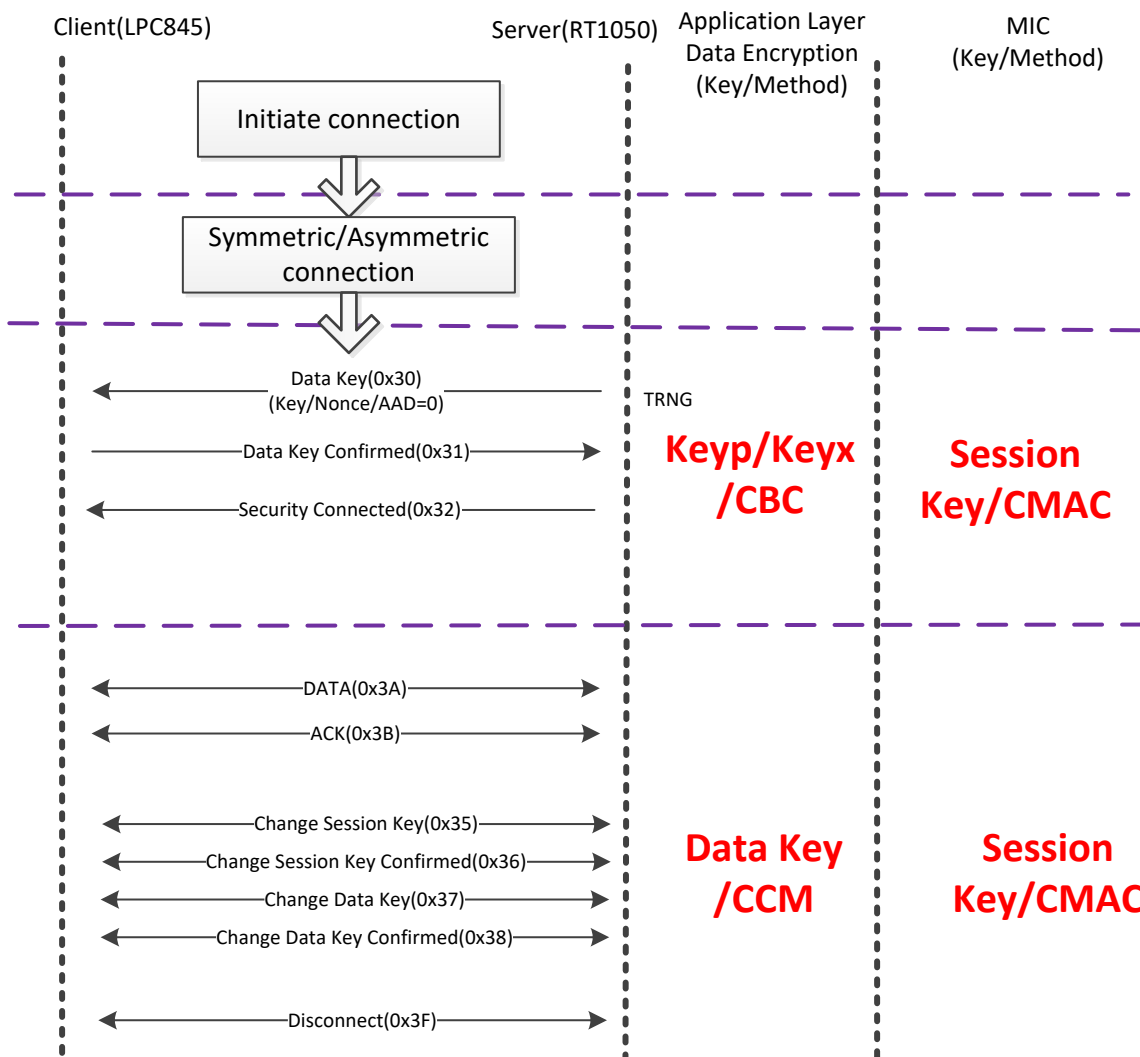 Client(LPC845)
Server(RT1050)
Application Layer
Data Encryption
(Key/Method)
MIC
(Key/Method)
Initiate connection
Symmetric/Asymmetric
connection
Data Key(0x30)
(Key/Nonce/AAD=0)
TRNG
Data Key Confirmed(0x31)
Security Connected(0x32)
Keyp/Keyx
/CBC
Session
Key/CMAC
DATA(0x3A)
ACK(0x3B)
Change Session Key(0x35)
Change Session Key Confirmed(0x36)
Change Data Key(0x37)
Change Data Key Confirmed(0x38)
Data Key
/CCM
Session
Key/CMAC
Disconnect(0x3F)